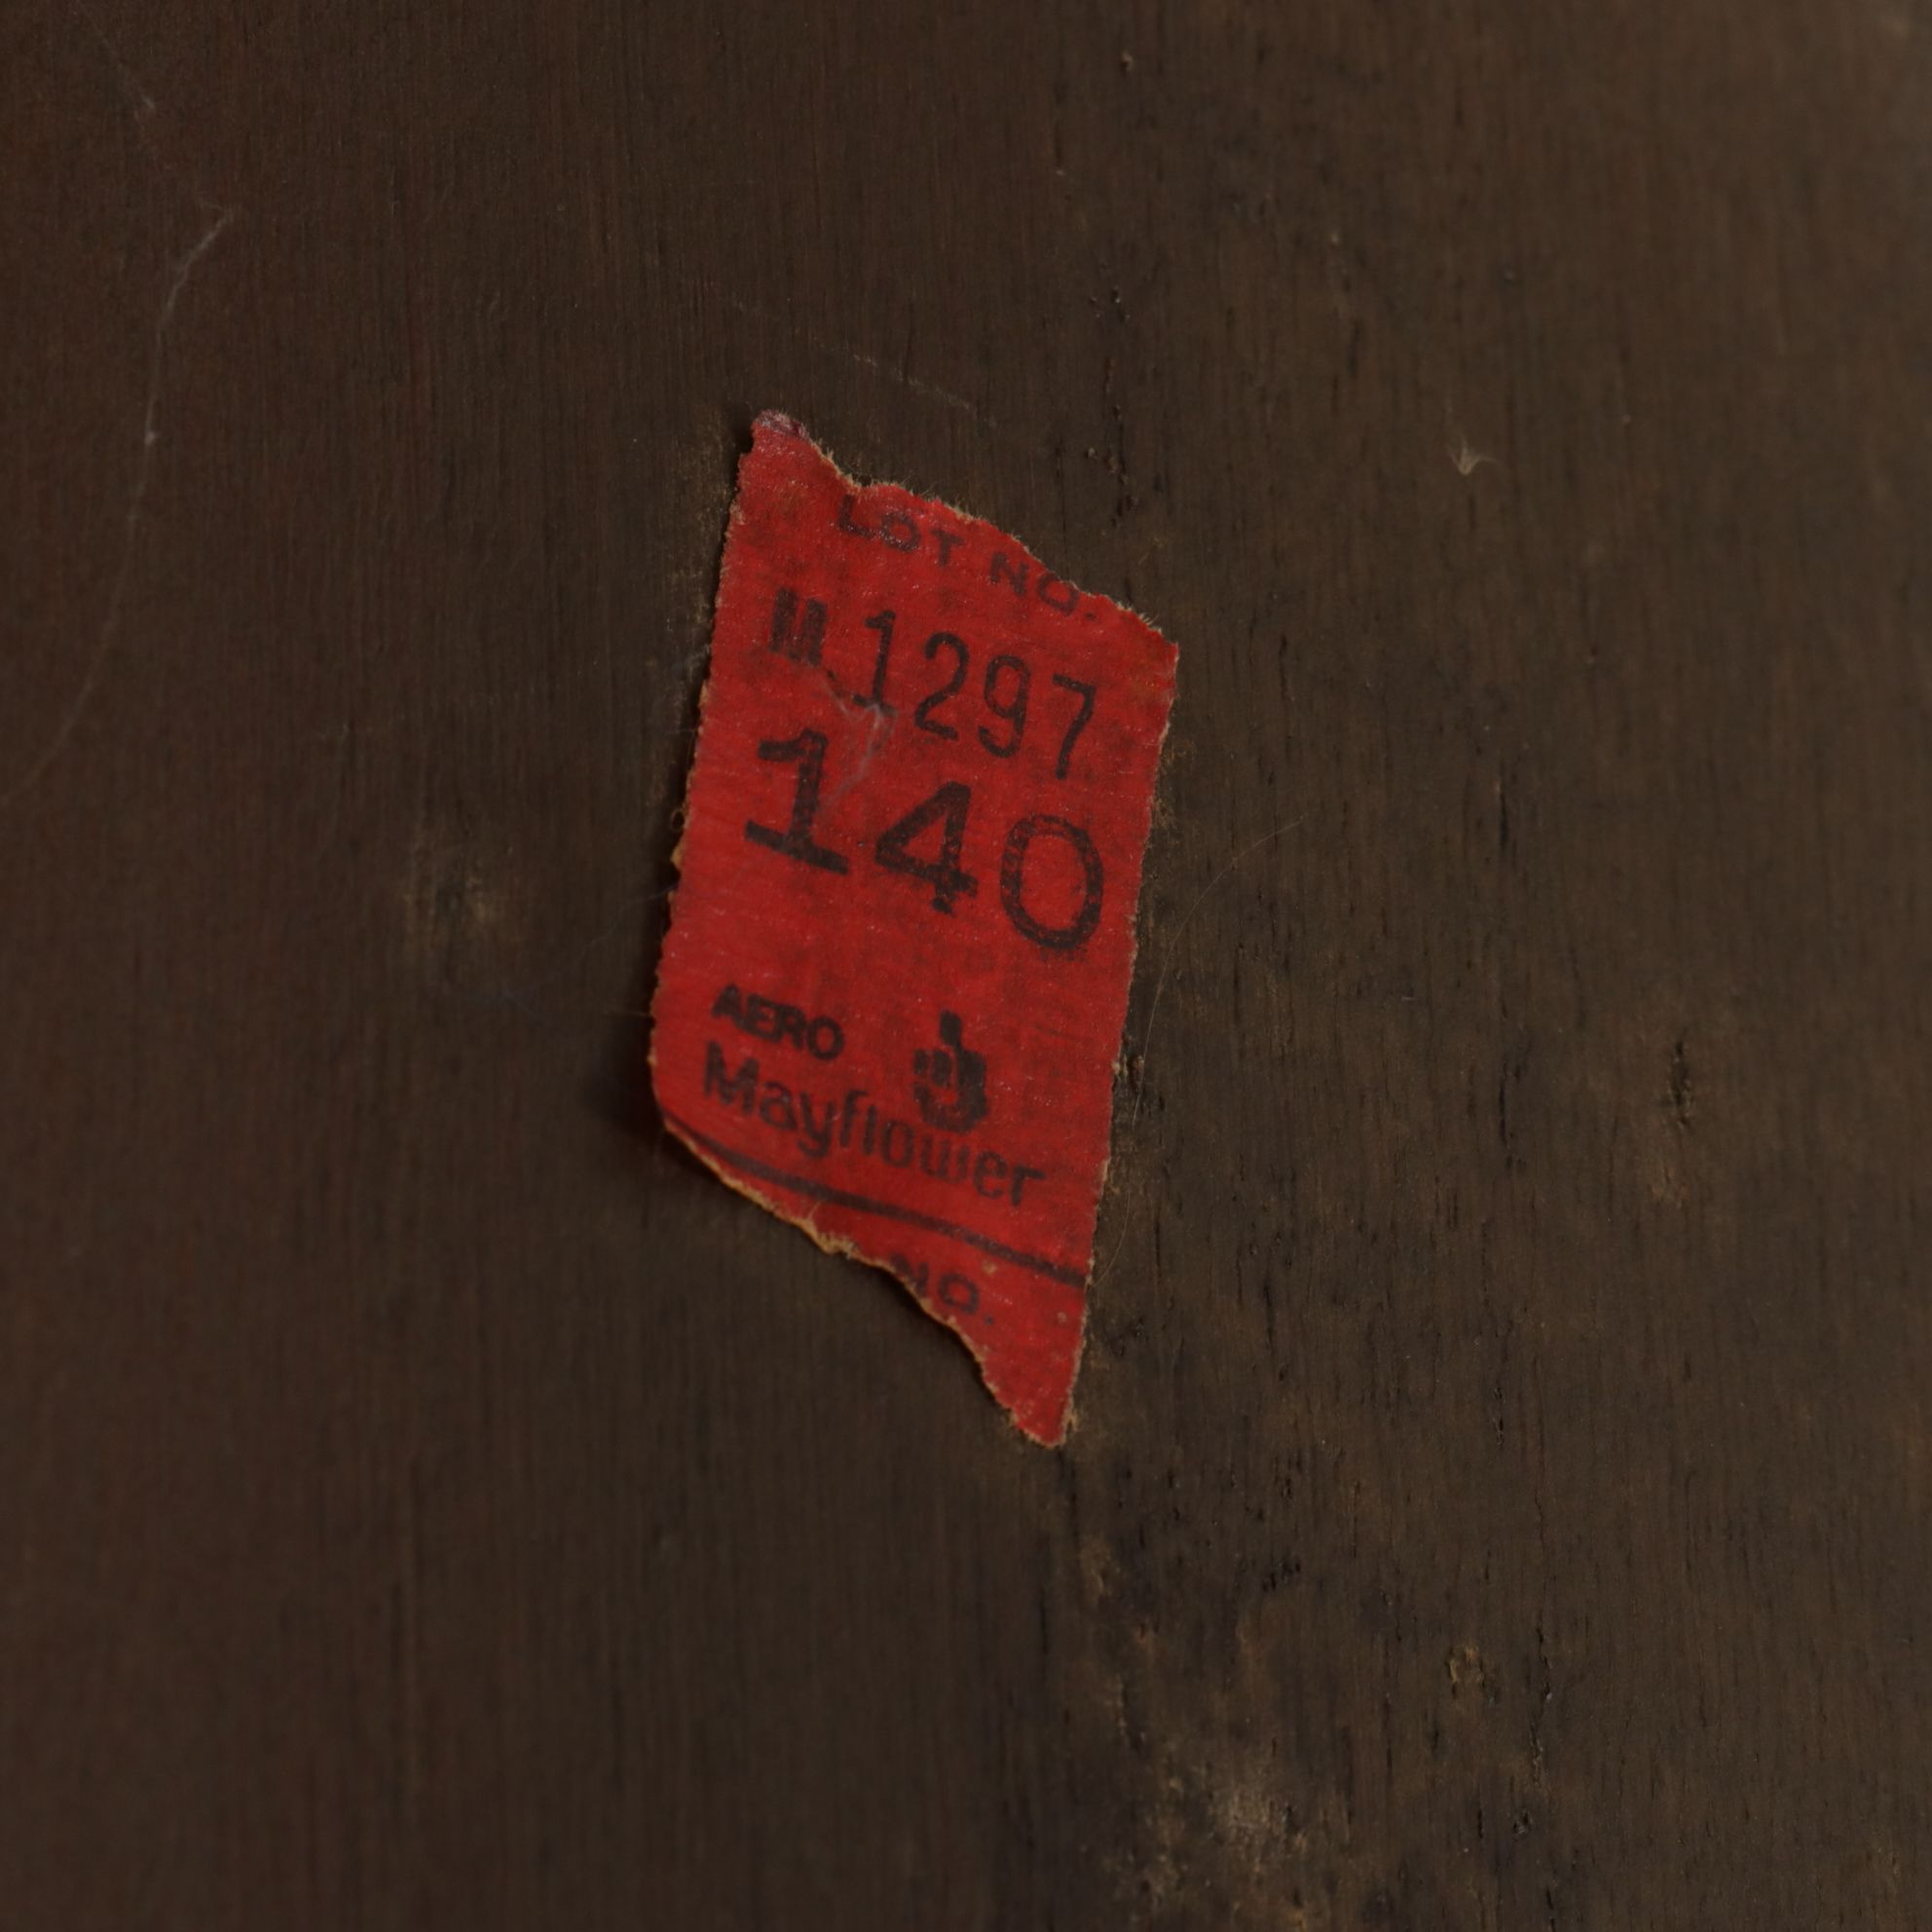 LOT NO.
1297
140
AERO
Mayflower
NO.